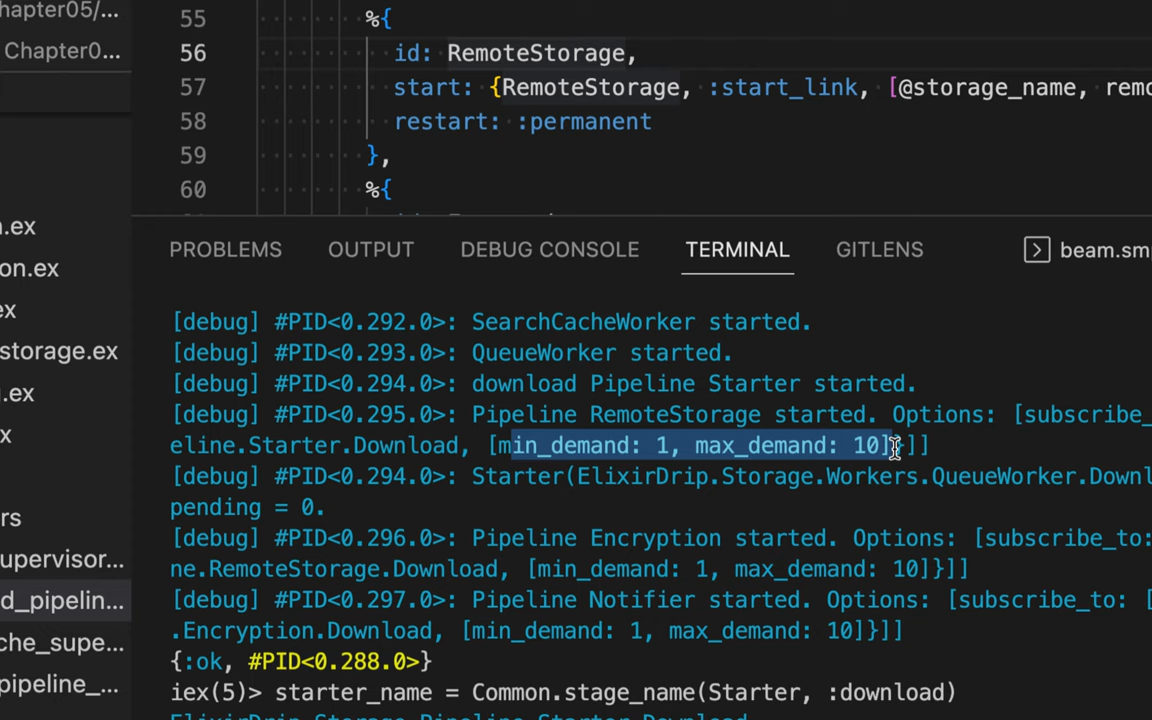 hapter05/...
Chapter0...
.ex
on.ex
ex
storage.ex
.ex
x
rs
upervisor...
d_pipelin...
che_supe...
pipeline_...
55 %{
56 id: RemoteStorage,
57 start: {RemoteStorage, :start_link, [@storage_name, remo
58 restart: :permanent
59 },
60 %{
PROBLEMS OUTPUT DEBUG CONSOLE TERMINAL GITLENS beam.sm
[debug] #PID<0.292.0>: SearchCacheWorker started.
[debug] #PID<0.293.0>: QueueWorker started.
[debug] #PID<0.294.0>: download Pipeline Starter started.
[debug] #PID<0.295.0>: Pipeline RemoteStorage started. Options: [subscribe_
eline.Starter.Download, [min_demand: 1, max_demand: 10]}]]
[debug] #PID<0.294.0>: Starter(ElixirDrip.Storage.Workers.QueueWorker.Downl
pending = 0.
[debug] #PID<0.296.0>: Pipeline Encryption started. Options: [subscribe_to:
ne.RemoteStorage.Download, [min_demand: 1, max_demand: 10]}]]
[debug] #PID<0.297.0>: Pipeline Notifier started. Options: [subscribe_to: [
.Encryption.Download, [min_demand: 1, max_demand: 10]}]]
{:ok, #PID<0.288.0>}
iex(5)> starter_name = Common.stage_name(Starter, :download)
ElixirDrip.Storage.Pipeline.Starter.Download